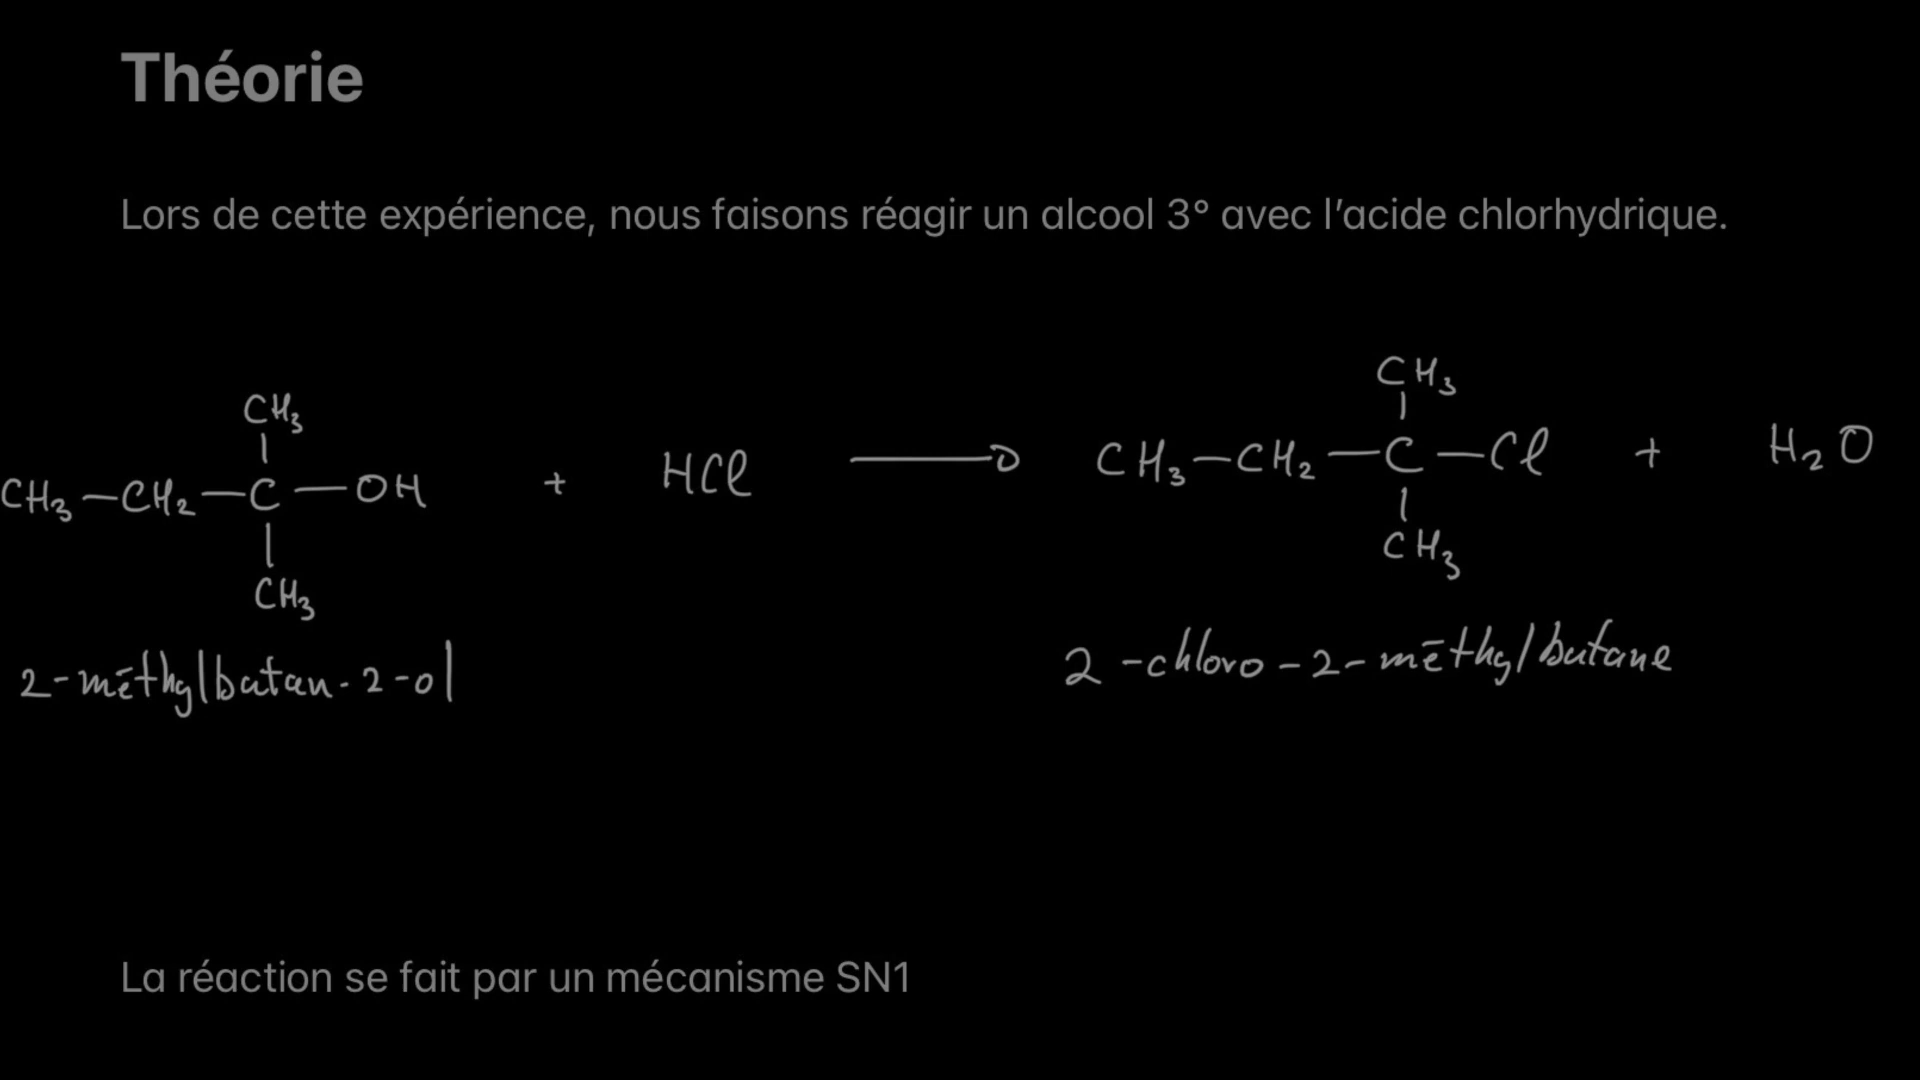 Théorie
Lors de cette expérience, nous faisons réagir un alcool 3° avec l’acide chlorhydrique.
CH₃
CH₃—CH₂—C—OH + HCl → CH₃—CH₂—C—Cl + H₂O
CH₃
CH₃
CH₃
2-méthylbutan-2-ol
2-chloro-2-méthylbutane
La réaction se fait par un mécanisme SN1